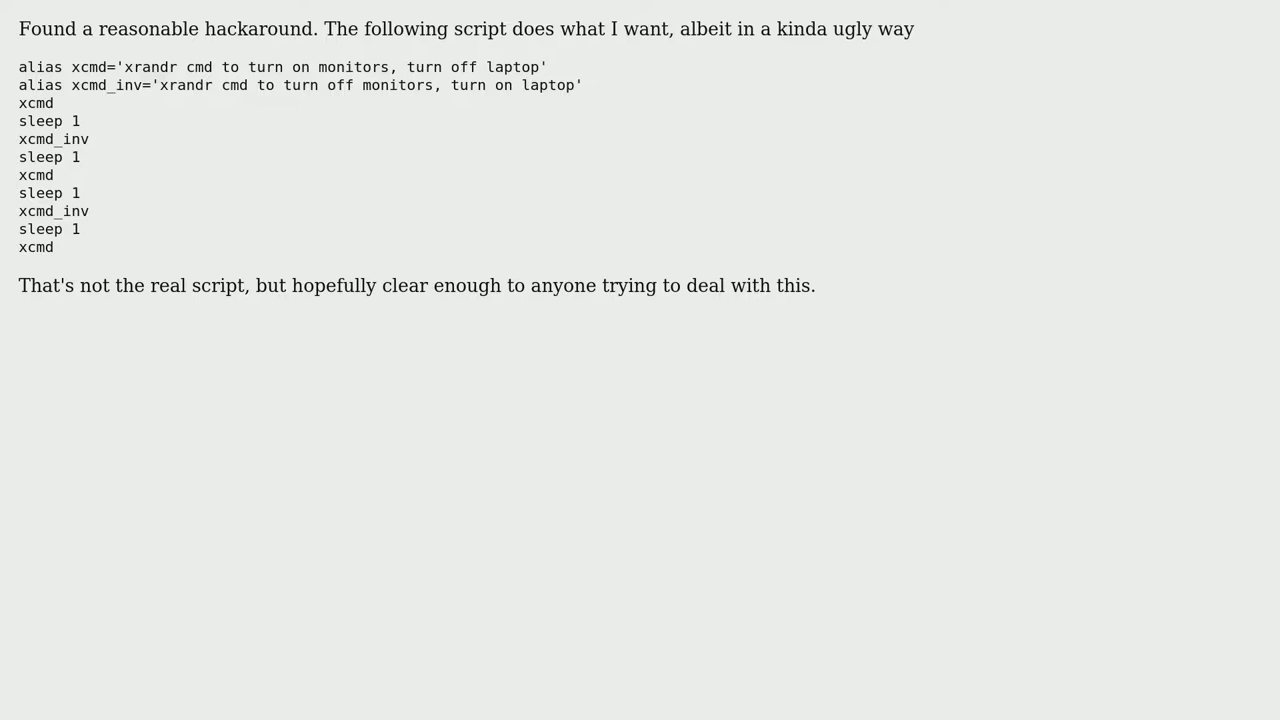 Found a reasonable hackaround. The following script does what I want, albeit in a kinda ugly way
alias xcmd='xrandr cmd to turn on monitors, turn off laptop'
alias xcmd_inv='xrandr cmd to turn off monitors, turn on laptop'
xcmd
sleep 1
xcmd_inv
sleep 1
xcmd
sleep 1
xcmd_inv
sleep 1
xcmd
That's not the real script, but hopefully clear enough to anyone trying to deal with this.